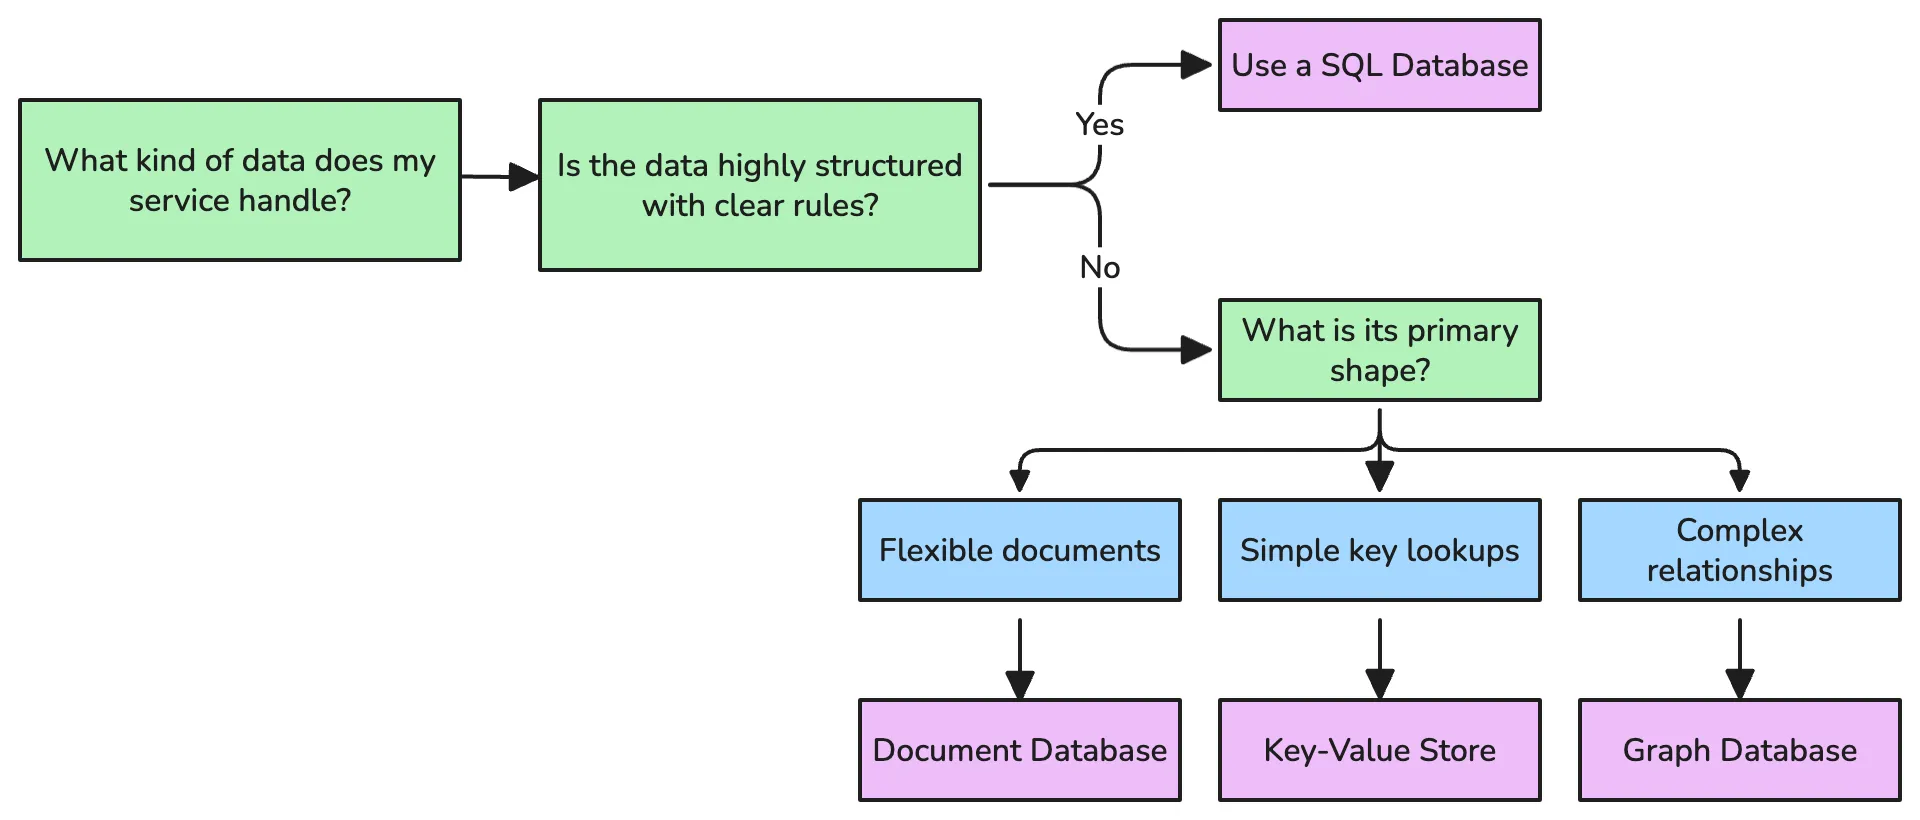 What kind of data does my
service handle?
Is the data highly structured
with clear rules?
Yes
Use a SQL Database
No
What is its primary
shape?
Flexible documents
Simple key lookups
Complex
relationships
Document Database
Key-Value Store
Graph Database